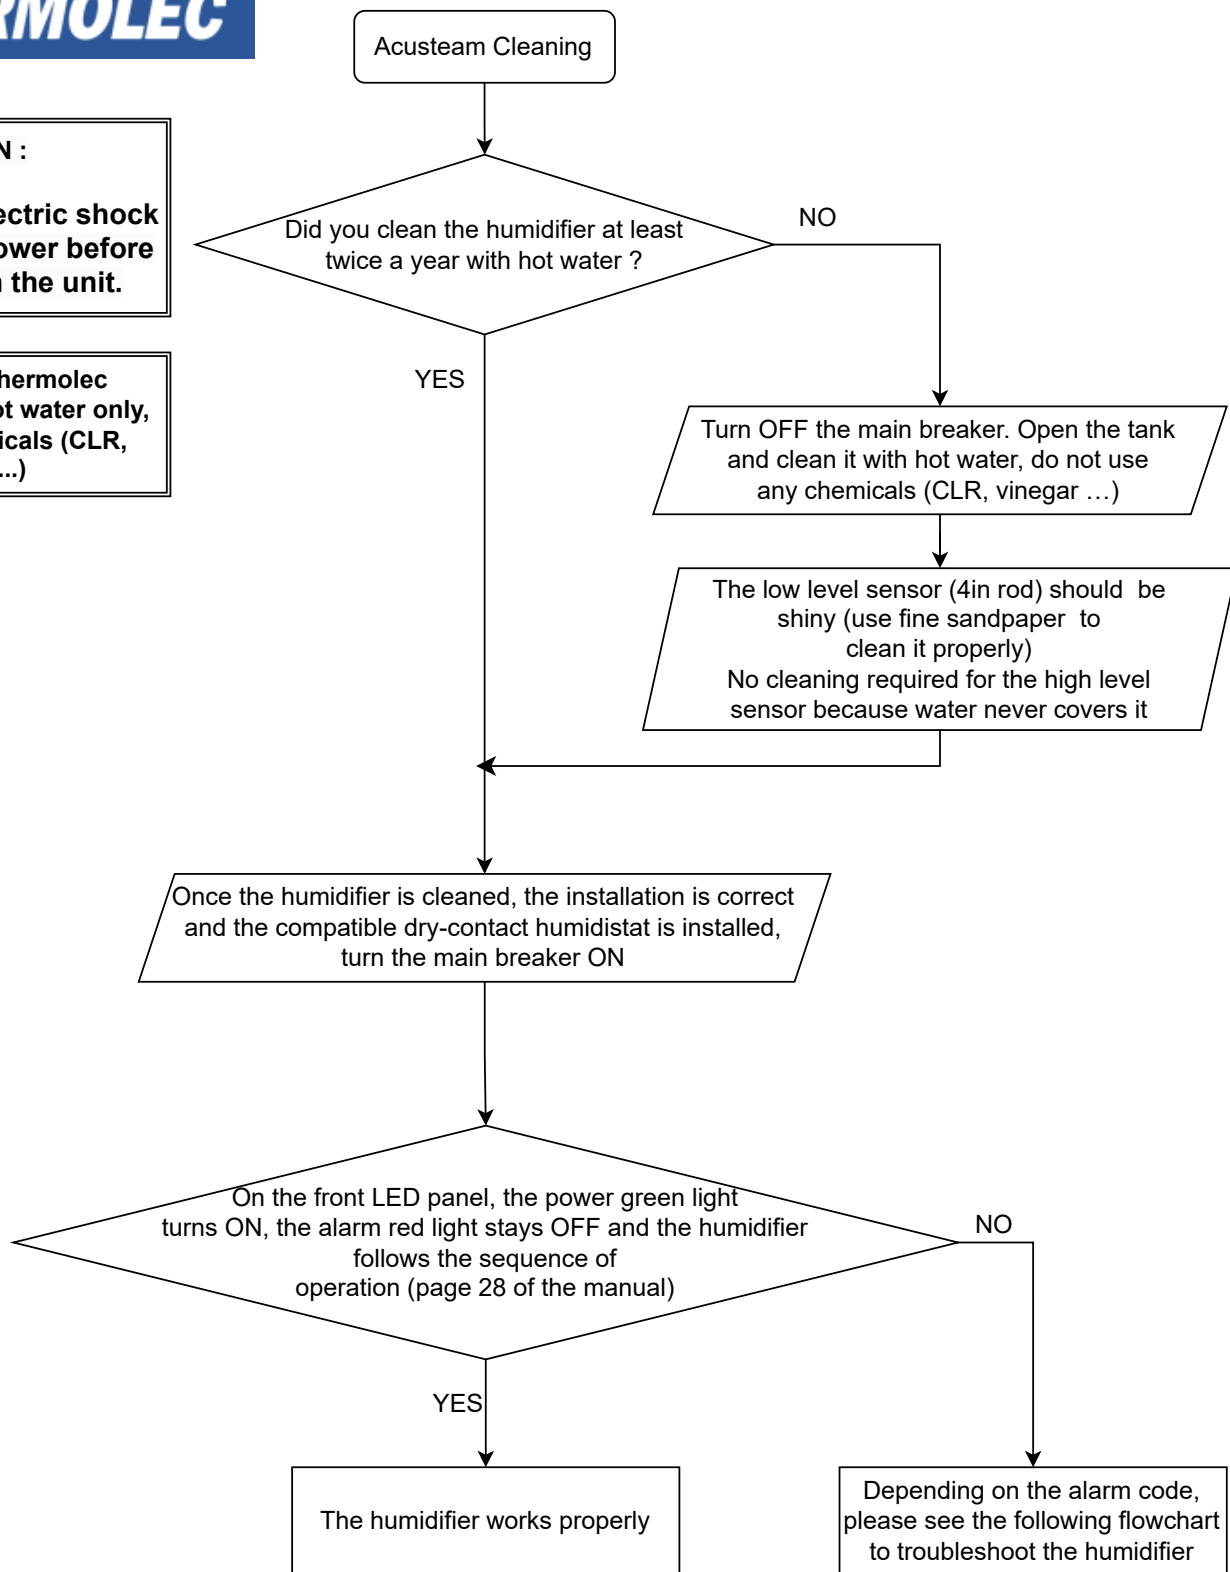 RMOLEC
Acusteam Cleaning
N :
ectric shock
ower before
the unit.
hermolec
ot water only,
icals (CLR,
...)
Did you clean the humidifier at least
twice a year with hot water ?
NO
YES
Turn OFF the main breaker. Open the tank
and clean it with hot water, do not use
any chemicals (CLR, vinegar …)
The low level sensor (4in rod) should be
shiny (use fine sandpaper to
clean it properly)
No cleaning required for the high level
sensor because water never covers it
Once the humidifier is cleaned, the installation is correct
and the compatible dry-contact humidistat is installed,
turn the main breaker ON
On the front LED panel, the power green light
turns ON, the alarm red light stays OFF and the humidifier
follows the sequence of
operation (page 28 of the manual)
NO
YES
The humidifier works properly
Depending on the alarm code,
please see the following flowchart
to troubleshoot the humidifier